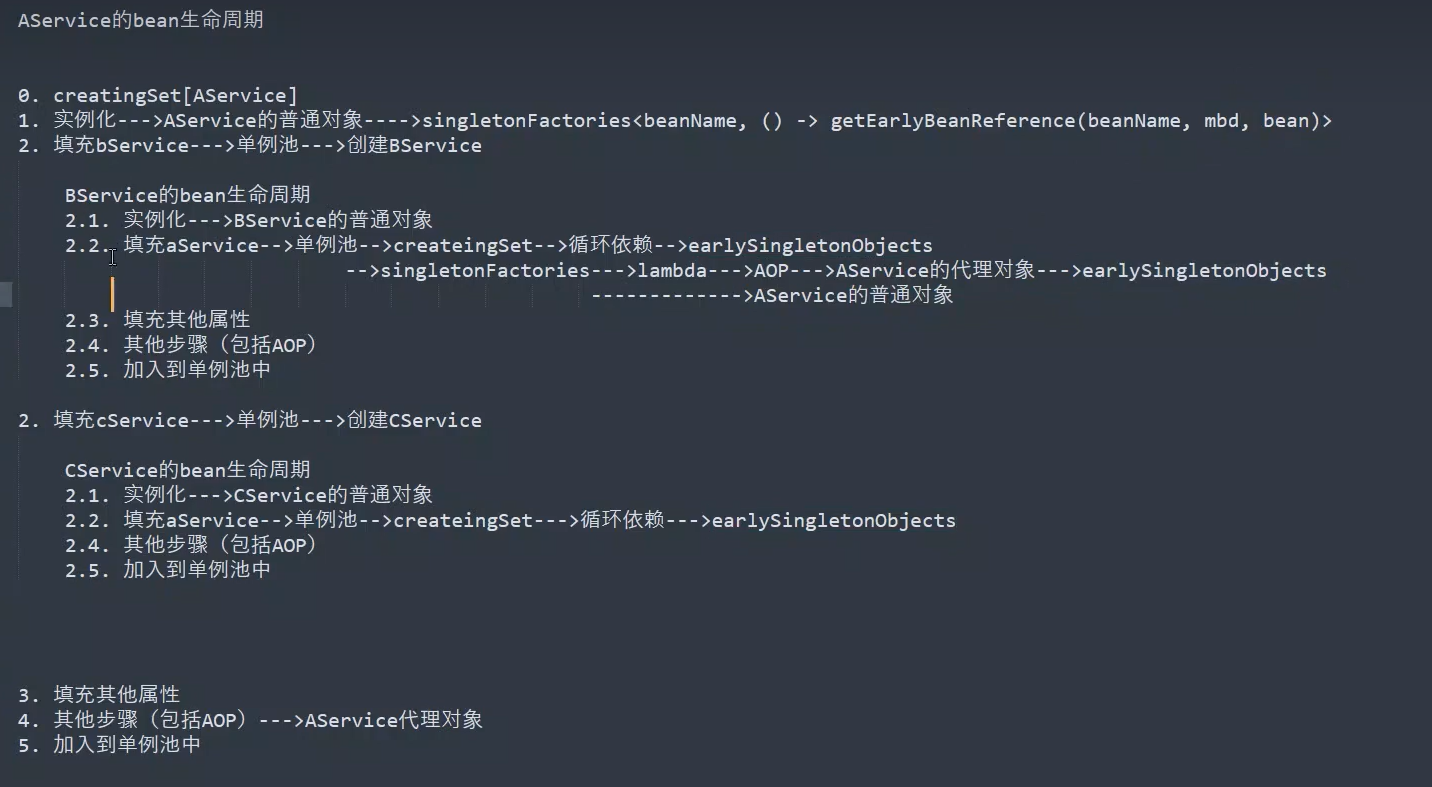 AService的bean生命周期
0. creatingSet[AService]
1. 实例化--->AService的普通对象---->singletonFactories<beanName, () -> getEarlyBeanReference(beanName, mbd, bean)>
2. 填充bService--->单例池--->创建BService
BService的bean生命周期
2.1. 实例化--->BService的普通对象
2.2. 填充aService-->单例池-->createingSet-->循环依赖-->earlySingletonObjects
-->singletonFactories--->lambda--->AOP--->AService的代理对象--->earlySingletonObjects
------------->AService的普通对象
2.3. 填充其他属性
2.4. 其他步骤（包括AOP）
2.5. 加入到单例池中
2. 填充cService--->单例池--->创建CService
CService的bean生命周期
2.1. 实例化--->CService的普通对象
2.2. 填充aService-->单例池-->createingSet--->循环依赖--->earlySingletonObjects
2.4. 其他步骤（包括AOP）
2.5. 加入到单例池中
3. 填充其他属性
4. 其他步骤（包括AOP）--->AService代理对象
5. 加入到单例池中